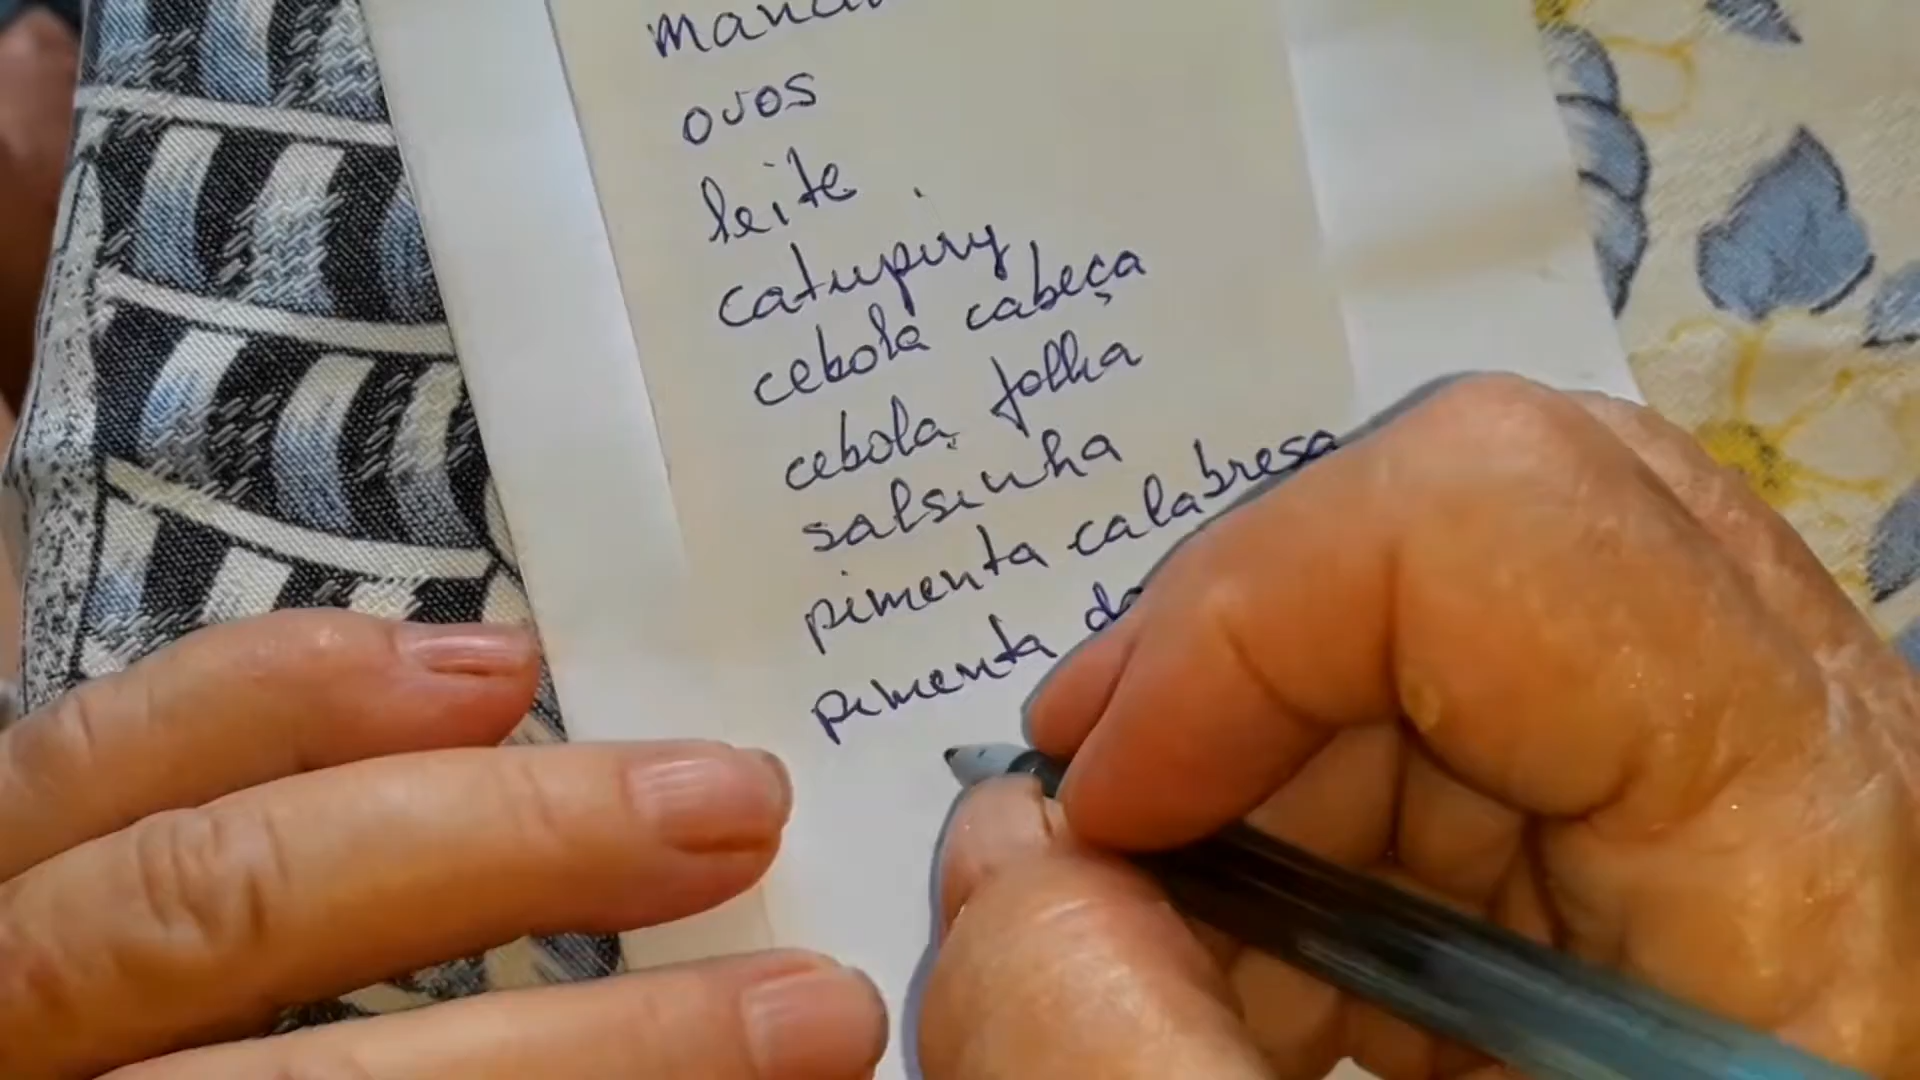 ovos
leite
catupiry
cebola cabeça
cebola folha
salsinha
pimenta calabresa
pimenta